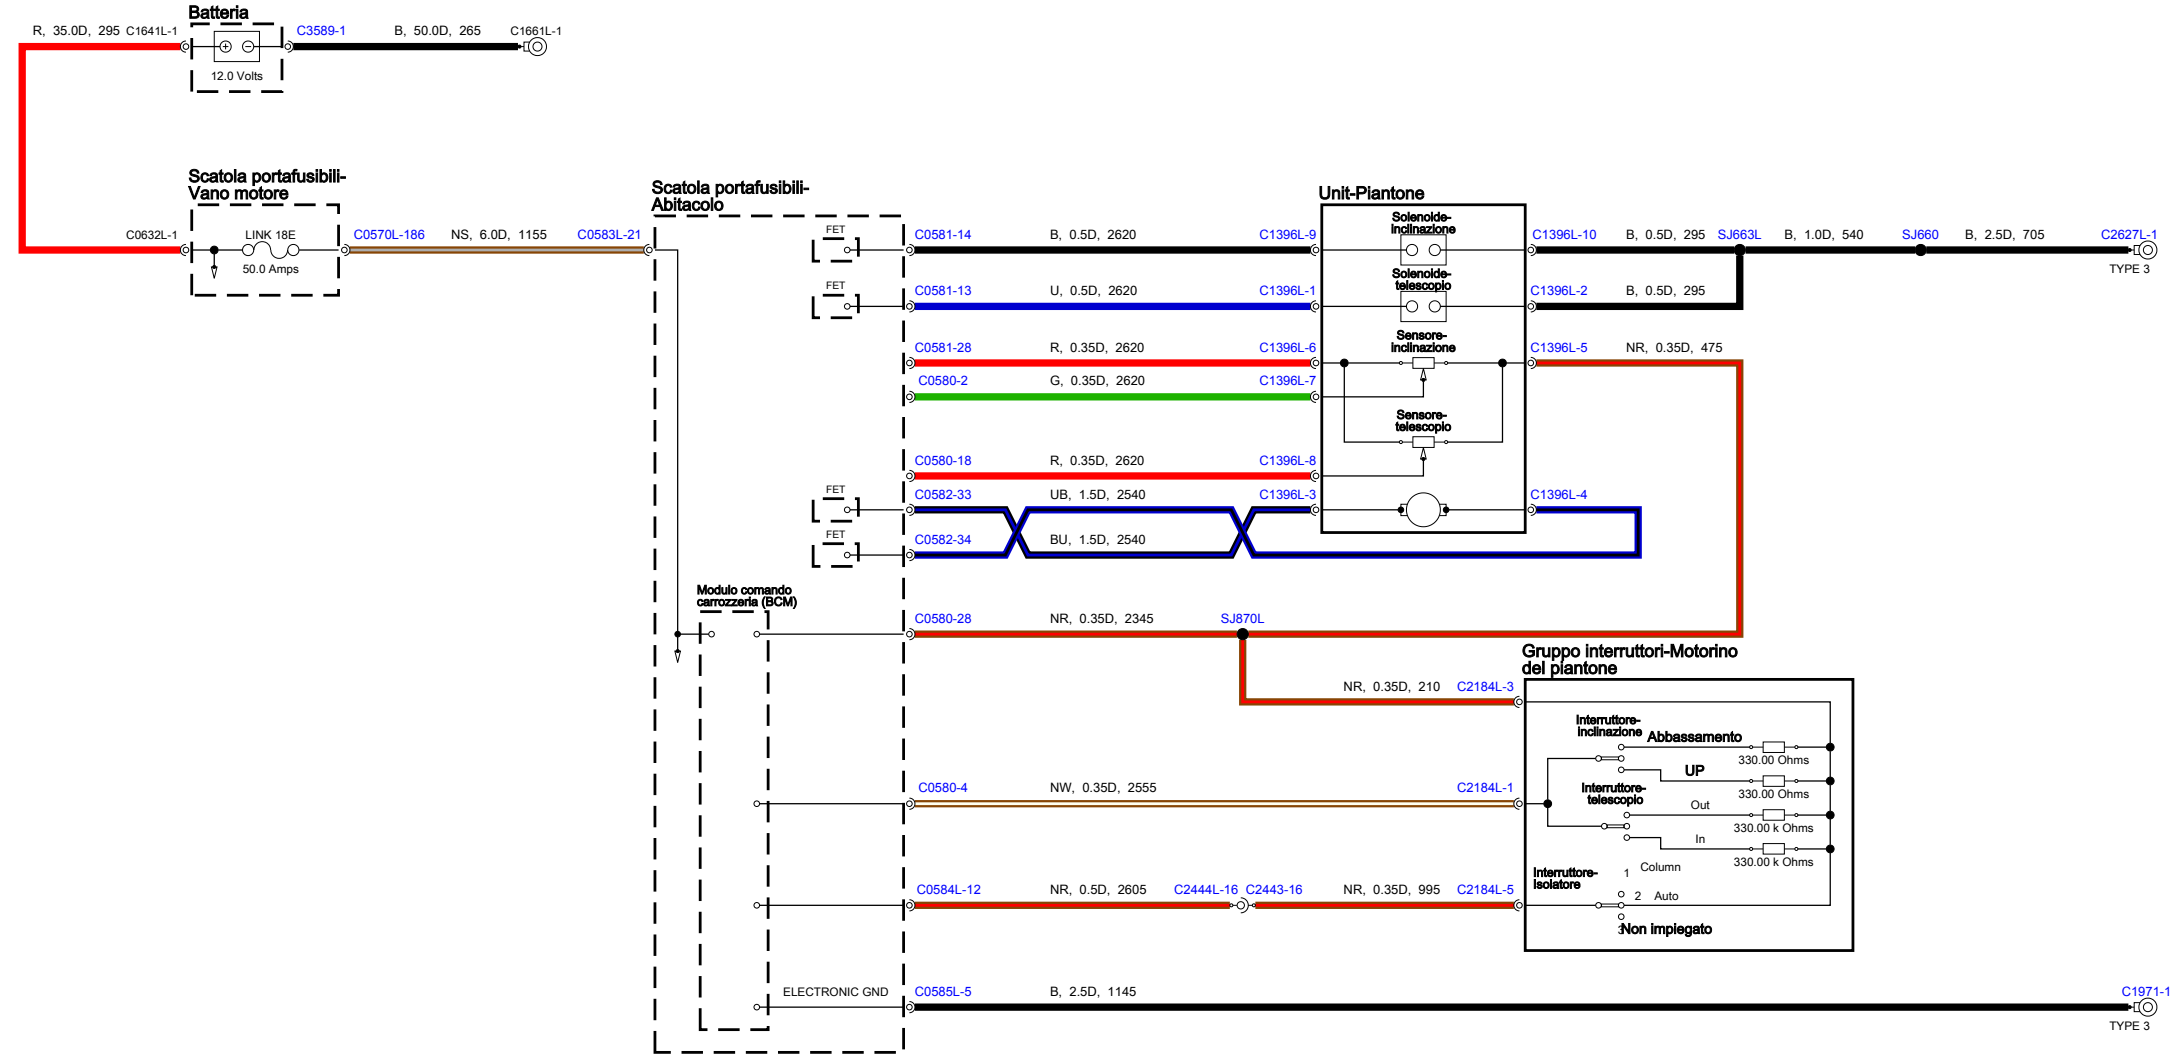 Batteria
R, 35.0D, 295 C1641L-1
C3589-1 B, 50.0D, 265 C1661L-1
12.0 Volts
Scatola portafusibili-
Vano motore
C0632L-1 LINK 18E C0570L-186 NS, 6.0D, 1155 C0583L-21
50.0 Amps
Scatola portafusibili-
Abitacolo
Unit-Piantone
FET C0581-14 B, 0.5D, 2620 C1396L-9
Solenoide-
inclinazione
C1396L-10 B, 0.5D, 295 SJ663L B, 1.0D, 540 SJ660 B, 2.5D, 705 C2627L-1
TYPE 3
FET C0581-13 U, 0.5D, 2620 C1396L-1
Solenoide-
telescopio
C1396L-2 B, 0.5D, 295
C0581-28 R, 0.35D, 2620 C1396L-6
Sensore-
inclinazione
C1396L-5 NR, 0.35D, 475
C0580-2 G, 0.35D, 2620 C1396L-7
Sensore-
telescopio
C0580-18 R, 0.35D, 2620 C1396L-8
FET C0582-33 UB, 1.5D, 2540 C1396L-3 C1396L-4
FET C0582-34 BU, 1.5D, 2540
Modulo comando
carrozzeria (BCM)
C0580-28 NR, 0.35D, 2345 SJ870L
Gruppo interruttori-Motorino
del piantone
NR, 0.35D, 210 C2184L-3
Interruttore-
inclinazione
Abbassamento
330.00 Ohms
UP
330.00 Ohms
C0580-4 NW, 0.35D, 2555 C2184L-1
Interruttore-
telescopio
Out
330.00 k Ohms
In
330.00 k Ohms
Interruttore-
Isolatore
1 Column
C0584L-12 NR, 0.5D, 2605 C2444L-16 C2443-16 NR, 0.35D, 995 C2184L-5
2 Auto
3 Non impiegato
ELECTRONIC GND C0585L-5 B, 2.5D, 1145 C1971-1
TYPE 3